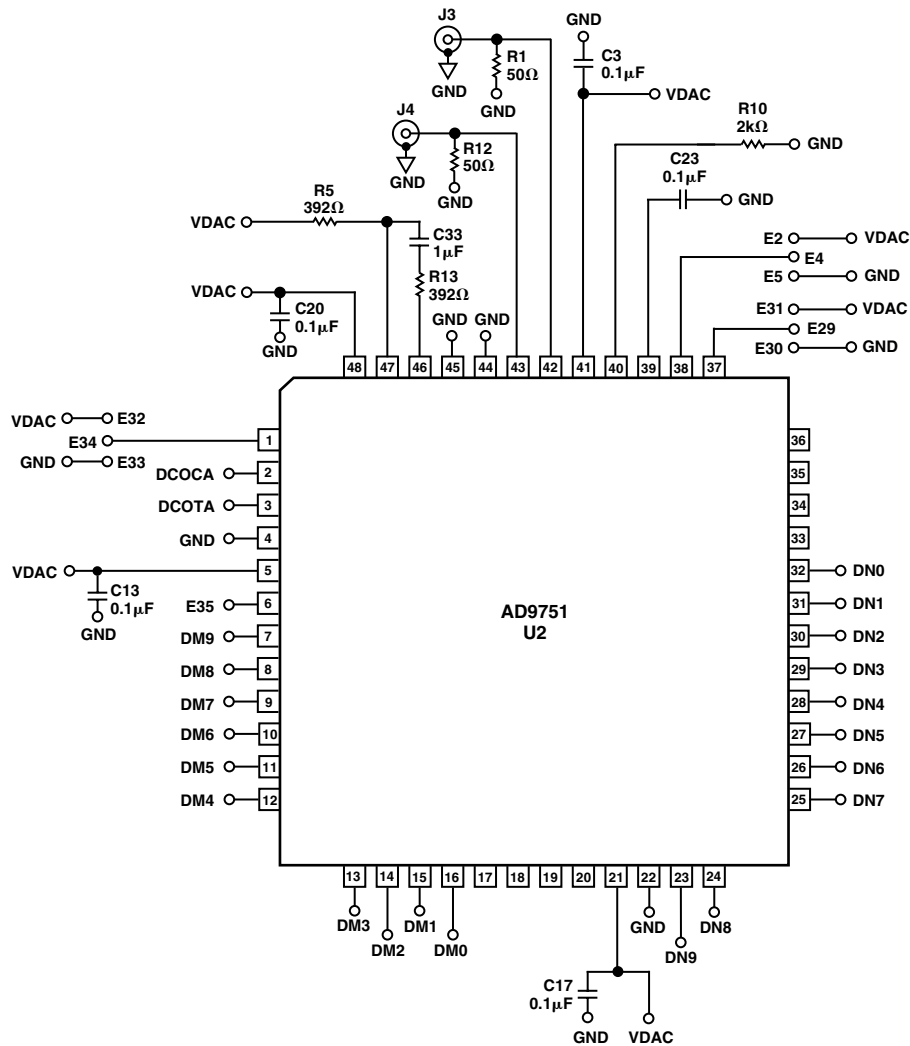 J3
R1
50Ω
GND
GND
GND
C3
0.1µF
VDAC
J4
R12
50Ω
GND
GND
R10
2kΩ
GND
C23
0.1µF
GND
R5
392Ω
VDAC
C33
1µF
R13
392Ω
E2
VDAC
E4
E5
GND
E31
VDAC
E29
E30
GND
VDAC
C20
0.1µF
GND
GND
GND
48
47
46
45
44
43
42
41
40
39
38
37
VDAC
E32
E34
GND
E33
DCOCA
DCOTA
GND
VDAC
C13
0.1µF
GND
E35
DM9
DM8
DM7
DM6
DM5
DM4
1
2
3
4
5
6
7
8
9
10
11
12
AD9751
U2
36
35
34
33
32
31
30
29
28
27
26
25
DN0
DN1
DN2
DN3
DN4
DN5
DN6
DN7
13
14
15
16
17
18
19
20
21
22
23
24
DM3
DM2
DM1
DM0
GND
DN9
DN8
C17
0.1µF
GND
VDAC